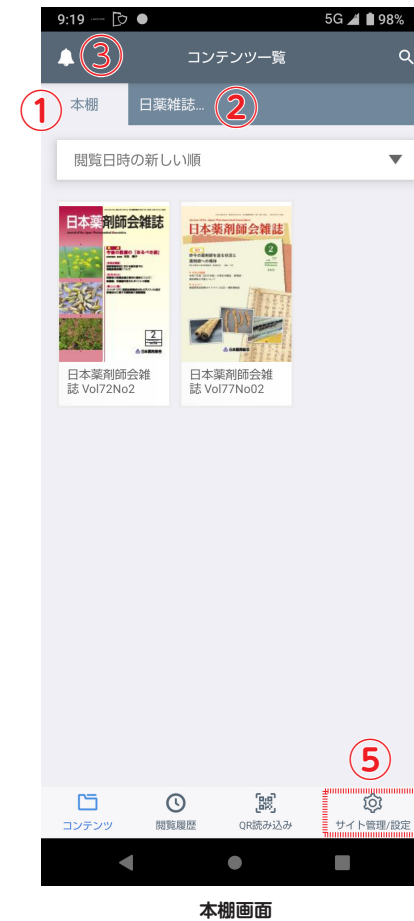 9:19
5G 98%
③
コンテンツ一覧
① 本棚
日薬雑誌... ②
閲覧日時の新しい順
日本薬剤師会雑誌
日本薬剤師会雑誌
2
2
日本薬剤師会雑
誌 Vol72No2
日本薬剤師会雑
誌 Vol77No02
⑤
コンテンツ
閲覧履歴
QR読み込み
サイト管理/設定
本棚画面